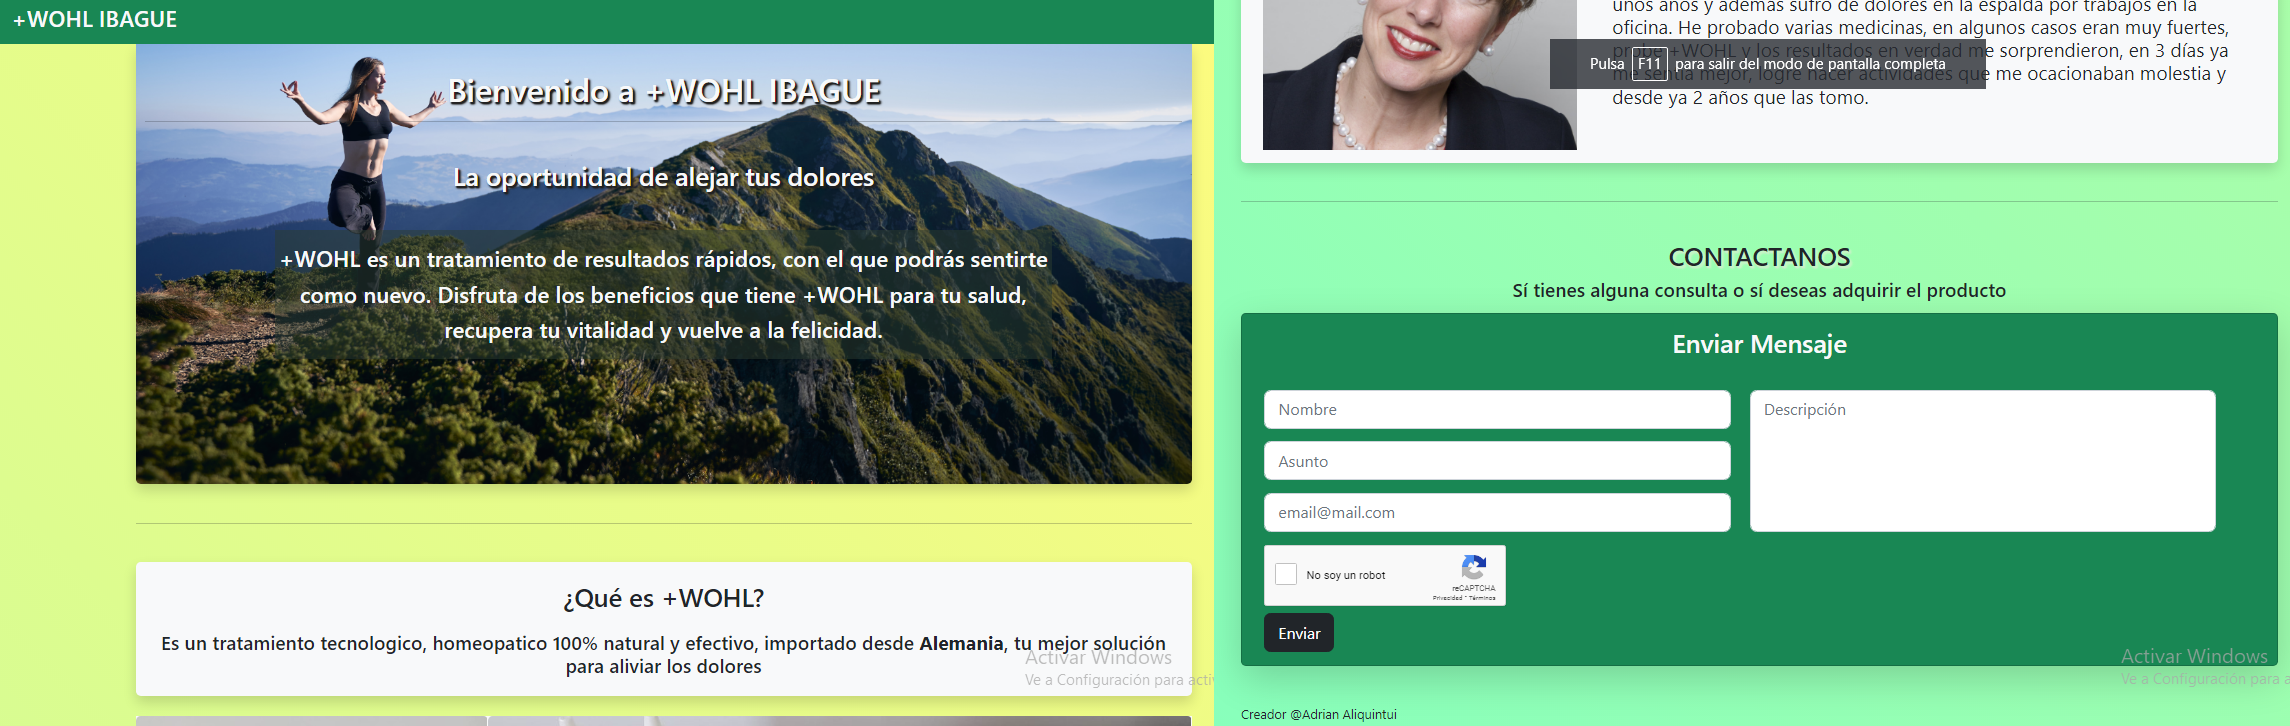 +WOHL IBAGUE
Bienvenido a +WOHL IBAGUE
La oportunidad de alejar tus dolores
+WOHL es un tratamiento de resultados rápidos, con el que podrás sentirte
como nuevo. Disfruta de los beneficios que tiene +WOHL para tu salud,
recupera tu vitalidad y vuelve a la felicidad.
¿Qué es +WOHL?
Es un tratamiento tecnologico, homeopatico 100% natural y efectivo, importado desde Alemania, tu mejor solución
para aliviar los dolores
Activar Windows
Ve a Configuración para acti
unos años y además sufro de dolores en la espalda por trabajos en la
oficina. He probado varias medicinas, en algunos casos eran muy fuertes,
probe +WOHL y los resultados en verdad me sorprendieron, en 3 días ya
me sentía mejor, logre hacer actividades que me ocacionaban molestia y
desde ya 2 años que las tomo.
Pulsa F11 para salir del modo de pantalla completa
CONTACTANOS
Sí tienes alguna consulta o sí deseas adquirir el producto
Enviar Mensaje
Nombre
Descripción
Asunto
email@mail.com
No soy un robot
reCAPTCHA
Privacidad - Términos
Enviar
Activar Windows
Ve a Configuración para a
Creador @Adrian Aliquintui